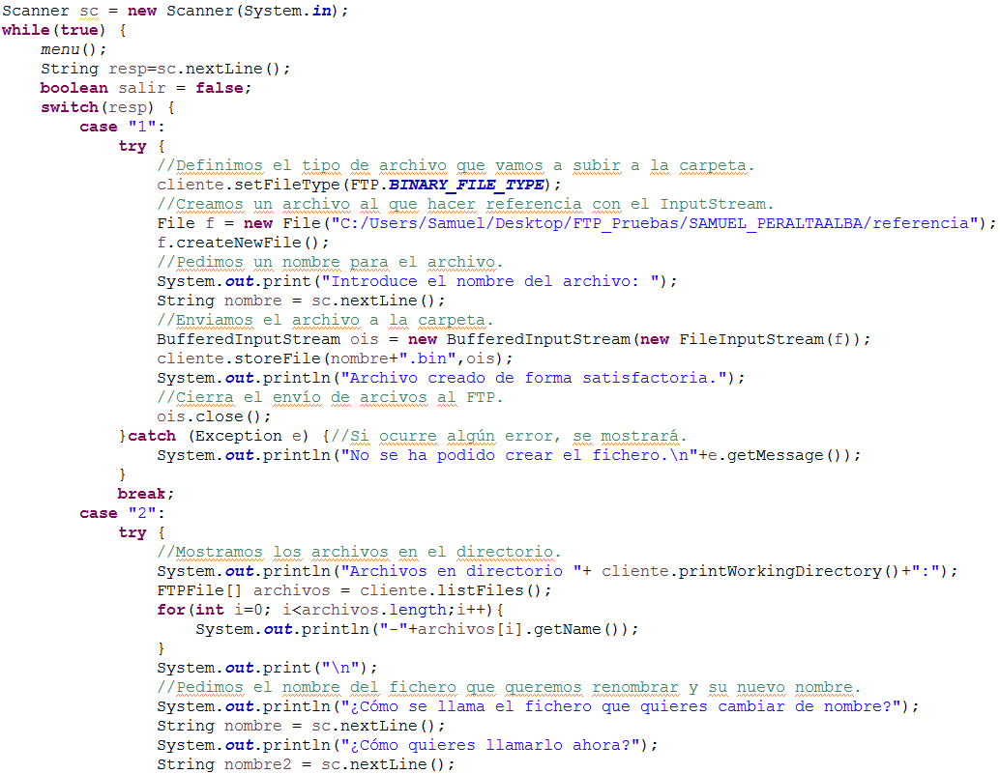 Scanner sc = new Scanner(System.in);
while(true) {
    menu();
    String resp=sc.nextLine();
    boolean salir = false;
    switch(resp) {
        case "1":
            try {
                //Definimos el tipo de archivo que vamos a subir a la carpeta.
                cliente.setFileType(FTP.BINARY_FILE_TYPE);
                //Creamos un archivo al que hacer referencia con el InputStream.
                File f = new File("C:/Users/Samuel/Desktop/FTP_Pruebas/SAMUEL_PERALTAALBA/referencia");
                f.createNewFile();
                //Pedimos un nombre para el archivo.
                System.out.print("Introduce el nombre del archivo: ");
                String nombre = sc.nextLine();
                //Enviamos el archivo a la carpeta.
                BufferedInputStream ois = new BufferedInputStream(new FileInputStream(f));
                cliente.storeFile(nombre+".bin",ois);
                System.out.println("Archivo creado de forma satisfactoria.");
                //Cierra el envío de arcivos al FTP.
                ois.close();
            }catch (Exception e) {//Si ocurre algún error, se mostrará.
                System.out.println("No se ha podido crear el fichero.\n"+e.getMessage());
            }
            break;
        case "2":
            try {
                //Mostramos los archivos en el directorio.
                System.out.println("Archivos en directorio "+ cliente.printWorkingDirectory()+":");
                FTPFile[] archivos = cliente.listFiles();
                for(int i=0; i<archivos.length;i++){
                    System.out.println("-"+archivos[i].getName());
                }
                System.out.print("\n");
                //Pedimos el nombre del fichero que queremos renombrar y su nuevo nombre.
                System.out.println("¿Cómo se llama el fichero que quieres cambiar de nombre?");
                String nombre = sc.nextLine();
                System.out.println("¿Cómo quieres llamarlo ahora?");
                String nombre2 = sc.nextLine();